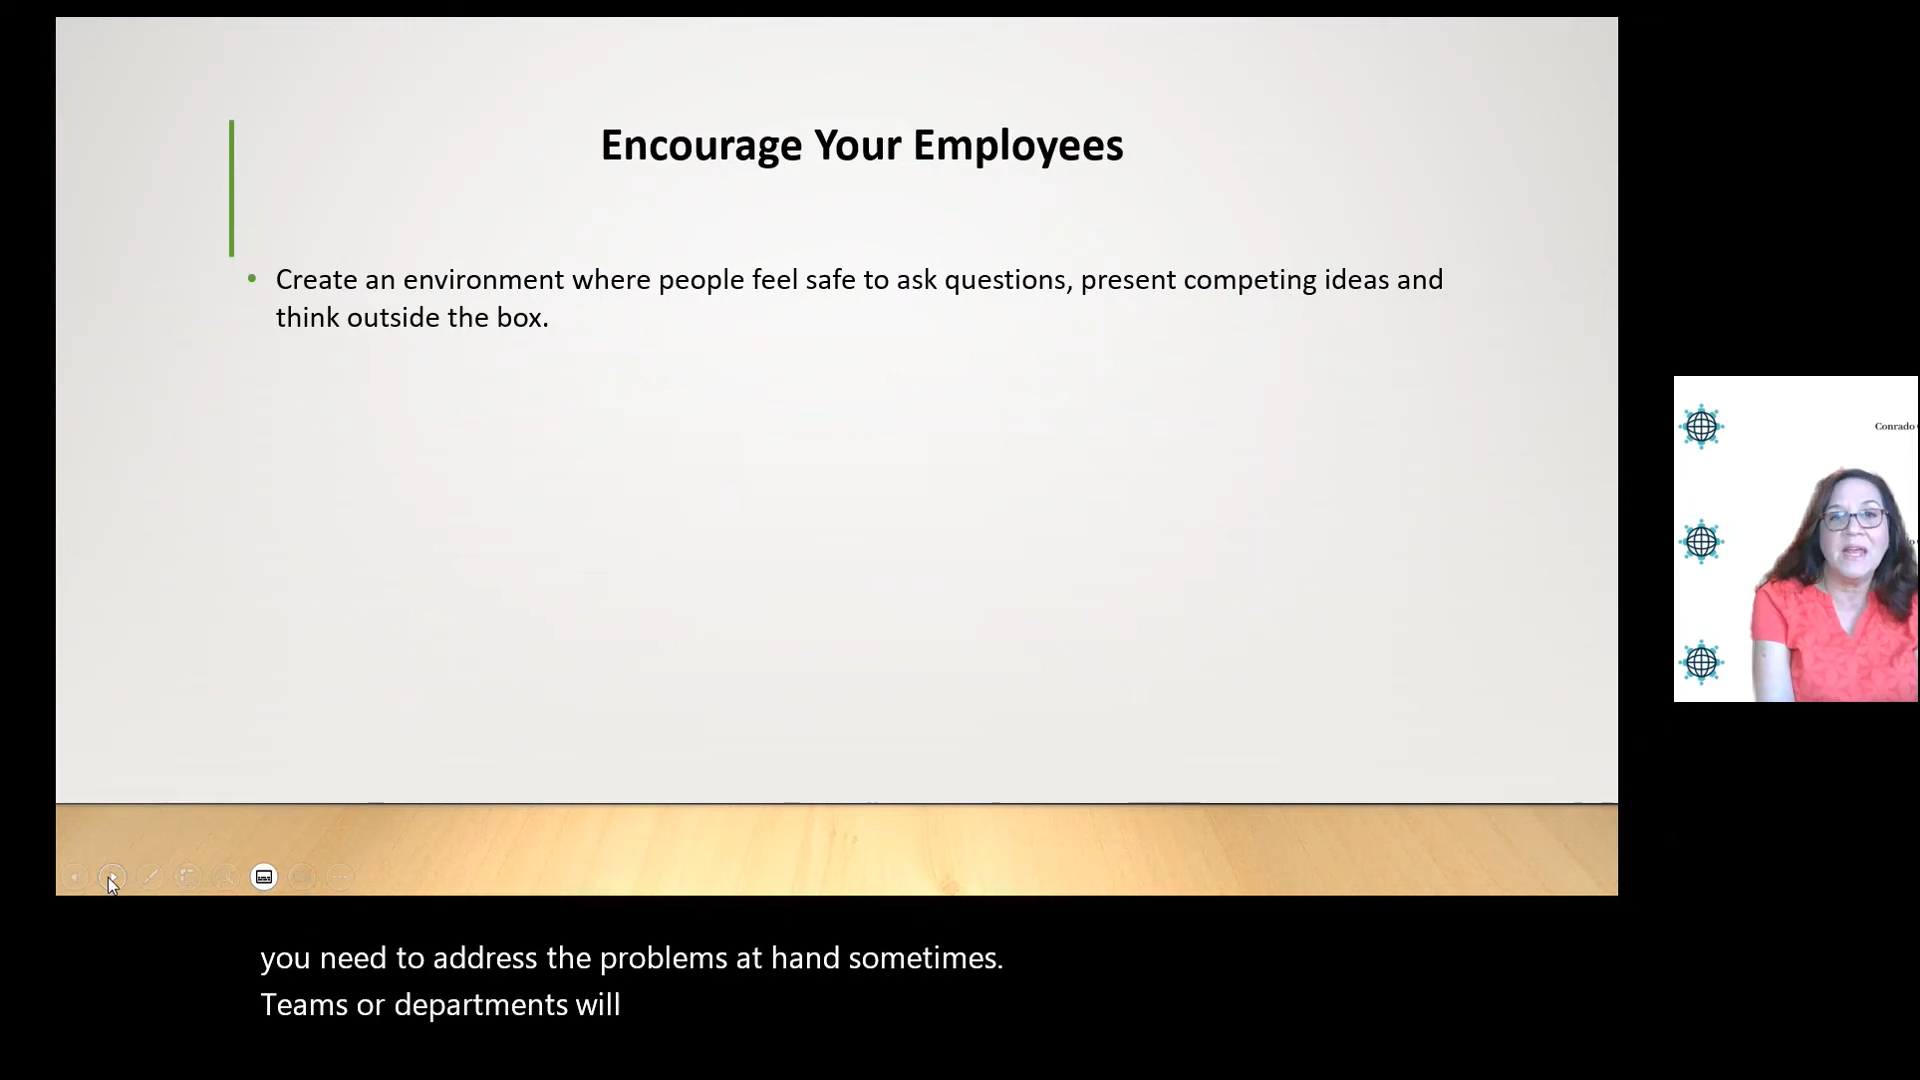 Encourage Your Employees
• Create an environment where people feel safe to ask questions, present competing ideas and
think outside the box.
Conrado
you need to address the problems at hand sometimes.
Teams or departments will